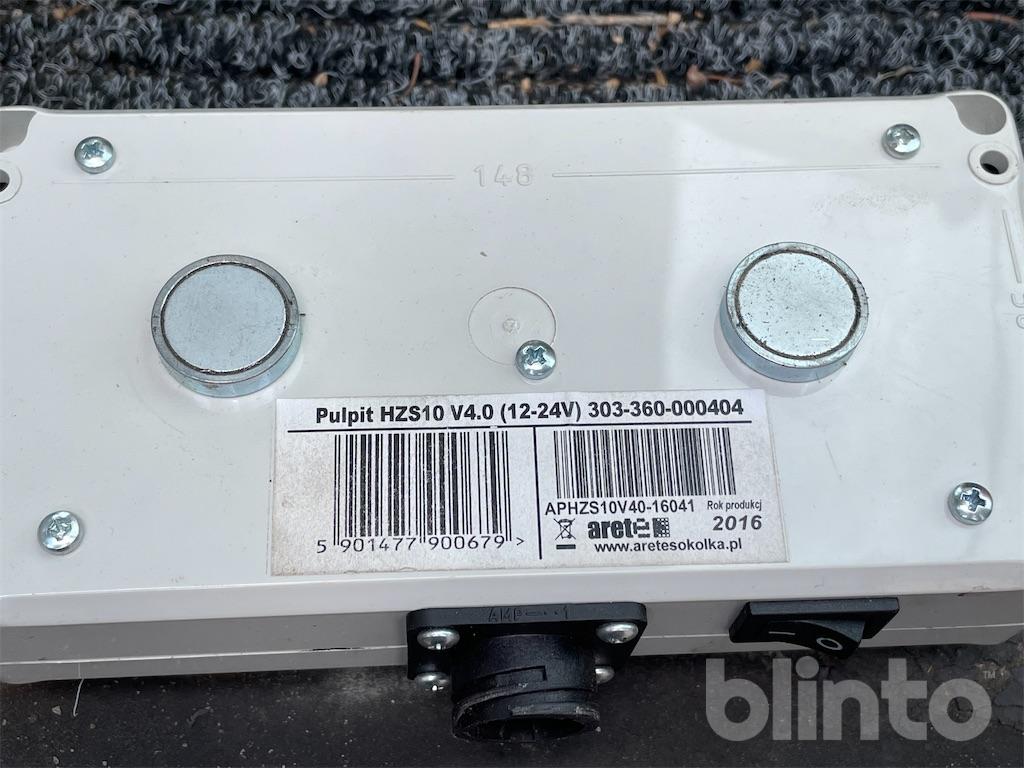 148
Pulpit HZS10 V4.0 (12-24V) 303-360-000404
5 901477 900679 >
APHZS10V40-16041 Rok produkcj
arete 2016
www.aretesokolka.pl
AMP
— O
blinto™